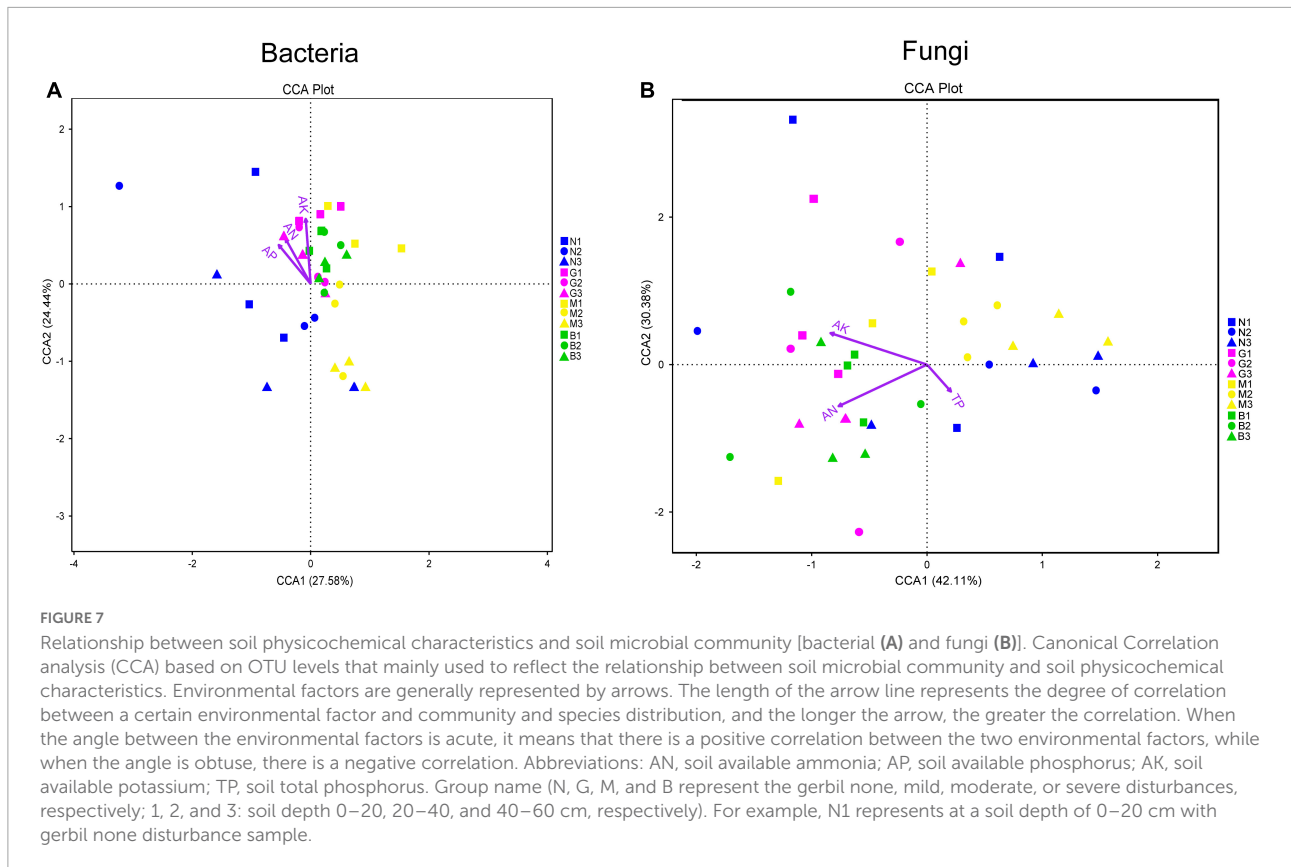 Bacteria
Fungi
A
CCA Plot
2
1
0
-1
-2
-3
-4
-2
0
2
4
CCA2 (24.44%)
CCA1 (27.58%)
AK
AN
AP
N1
N2
N3
G1
G2
G3
M1
M2
M3
B1
B2
B3
B
CCA Plot
2
0
-2
-2
-1
0
1
2
CCA2 (30.38%)
CCA1 (42.11%)
AK
AN
TP
N1
N2
N3
G1
G2
G3
M1
M2
M3
B1
B2
B3
FIGURE 7
Relationship between soil physicochemical characteristics and soil microbial community [bacterial (A) and fungi (B)]. Canonical Correlation
analysis (CCA) based on OTU levels that mainly used to reflect the relationship between soil microbial community and soil physicochemical
characteristics. Environmental factors are generally represented by arrows. The length of the arrow line represents the degree of correlation
between a certain environmental factor and community and species distribution, and the longer the arrow, the greater the correlation. When
the angle between the environmental factors is acute, it means that there is a positive correlation between the two environmental factors, while
when the angle is obtuse, there is a negative correlation. Abbreviations: AN, soil available ammonia; AP, soil available phosphorus; AK, soil
available potassium; TP, soil total phosphorus. Group name (N, G, M, and B represent the gerbil none, mild, moderate, or severe disturbances,
respectively; 1, 2, and 3: soil depth 0–20, 20–40, and 40–60 cm, respectively). For example, N1 represents at a soil depth of 0–20 cm with
gerbil none disturbance sample.